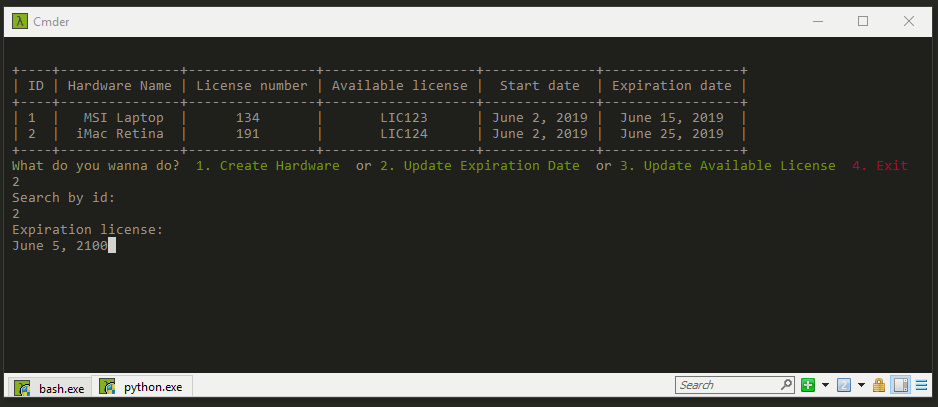 Cmder
+----+---------------+----------------+-------------------+--------------+-----------------+
| ID | Hardware Name | License number | Available license |  Start date  | Expiration date |
+----+---------------+----------------+-------------------+--------------+-----------------+
| 1  |   MSI Laptop  |      134       |       LIC123      | June 2, 2019 |  June 15, 2019  |
| 2  |  iMac Retina  |      191       |       LIC124      | June 2, 2019 |  June 25, 2019  |
+----+---------------+----------------+-------------------+--------------+-----------------+
What do you wanna do?  1. Create Hardware  or 2. Update Expiration Date  or 3. Update Available License  4. Exit
2
Search by id:
2
Expiration license:
June 5, 2100
bash.exe python.exe Search